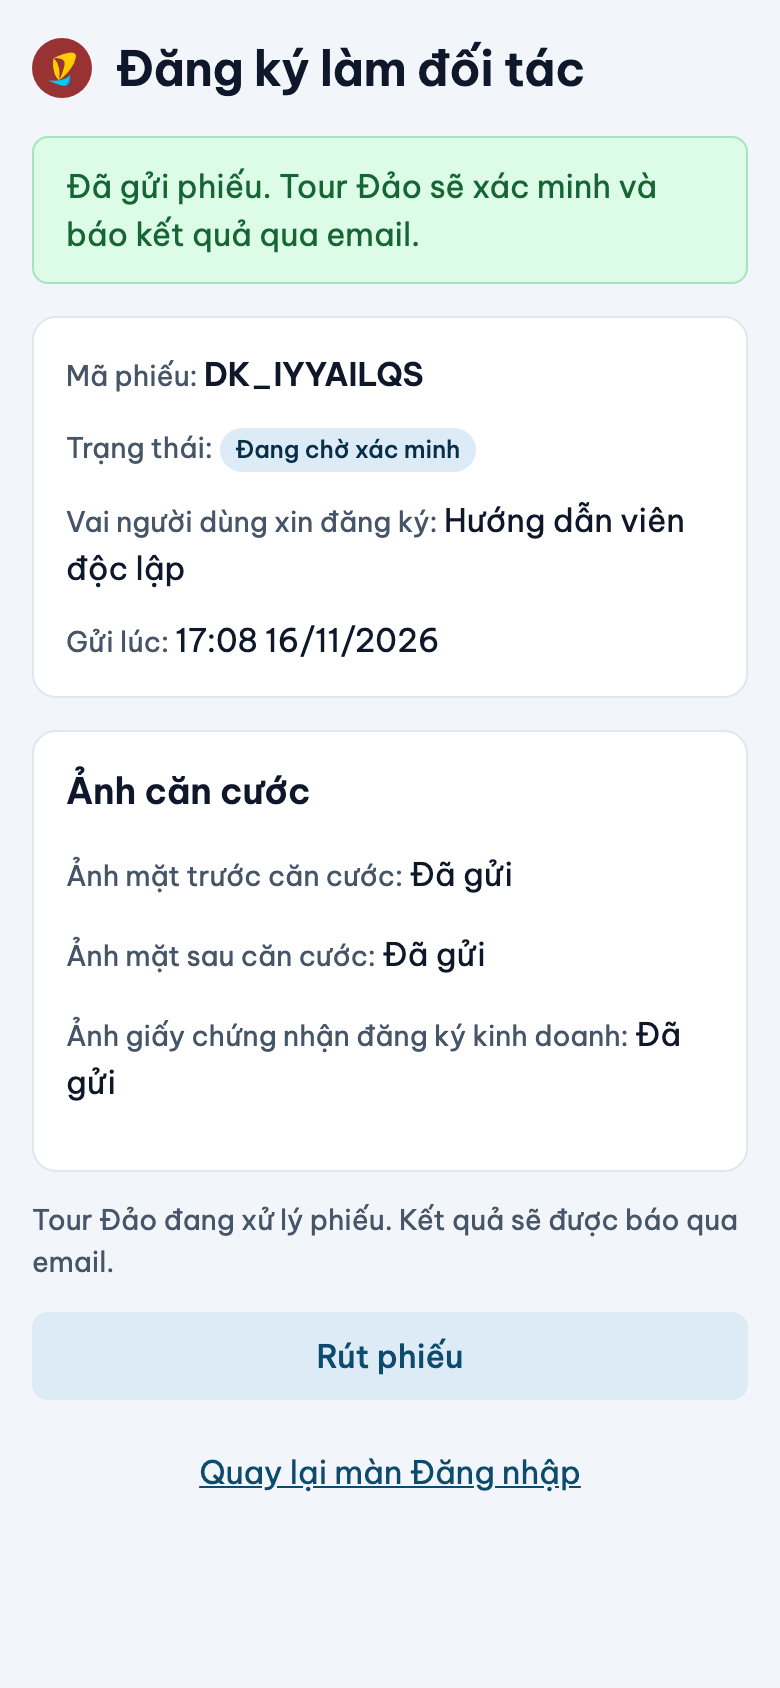 Đăng ký làm đối tác
Đã gửi phiếu. Tour Đảo sẽ xác minh và
báo kết quả qua email.
Mã phiếu: DK_IYYAILQS
Trạng thái: Đang chờ xác minh
Vai người dùng xin đăng ký: Hướng dẫn viên
độc lập
Gửi lúc: 17:08 16/11/2026
Ảnh căn cước
Ảnh mặt trước căn cước: Đã gửi
Ảnh mặt sau căn cước: Đã gửi
Ảnh giấy chứng nhận đăng ký kinh doanh: Đã
gửi
Tour Đảo đang xử lý phiếu. Kết quả sẽ được báo qua
email.
Rút phiếu
Quay lại màn Đăng nhập